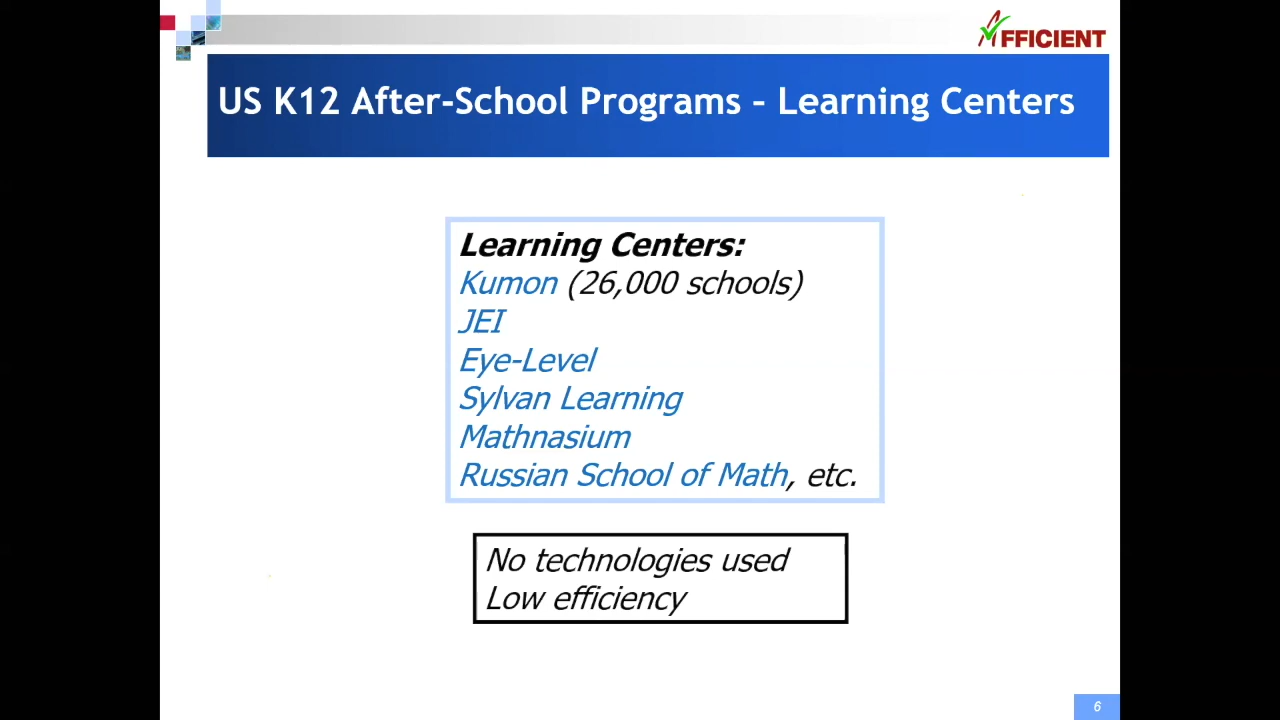 AFFICIENT
US K12 After-School Programs – Learning Centers
Learning Centers:
Kumon (26,000 schools)
JEI
Eye-Level
Sylvan Learning
Mathnasium
Russian School of Math, etc.
No technologies used
Low efficiency
6